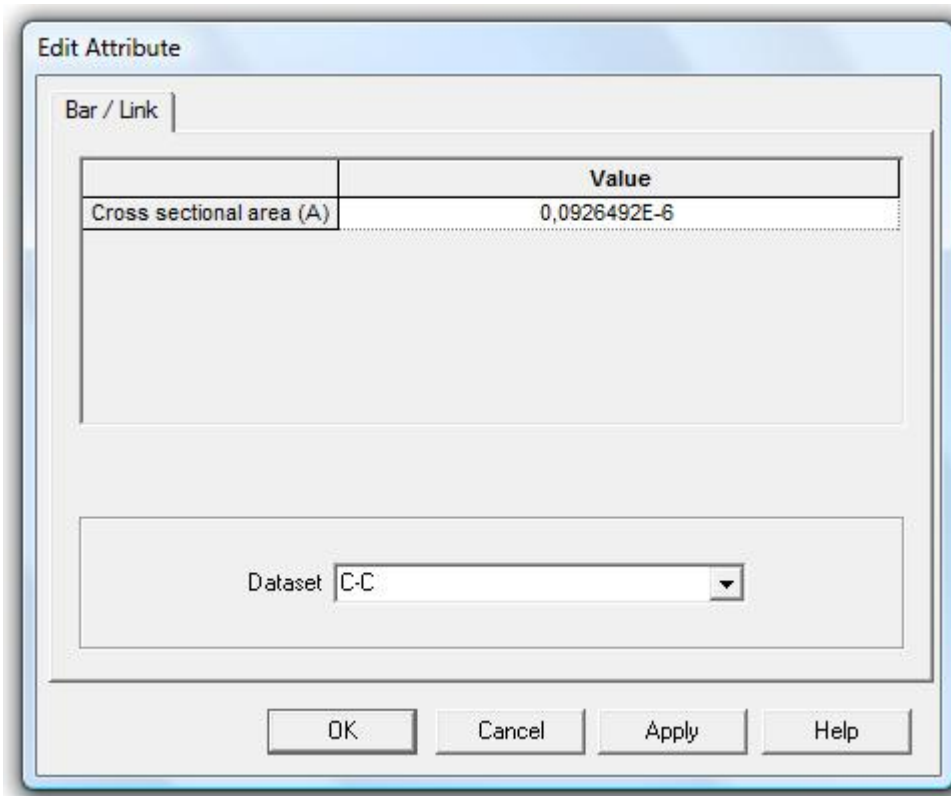 Edit Attribute
Bar / Link
Value
Cross sectional area (A) 0,0926492E-6
Dataset C-C
OK Cancel Apply Help